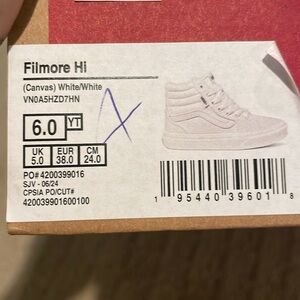 Filmore Hi
(Canvas) White/White
VN0A5HZD7HN
6.0 YT
UK EUR CM
5.0 38.0 24.0
PO# 4200399016
SJV - 06/24
CPSIA PO/CUT#
420039901600100
1 95440 39601 8